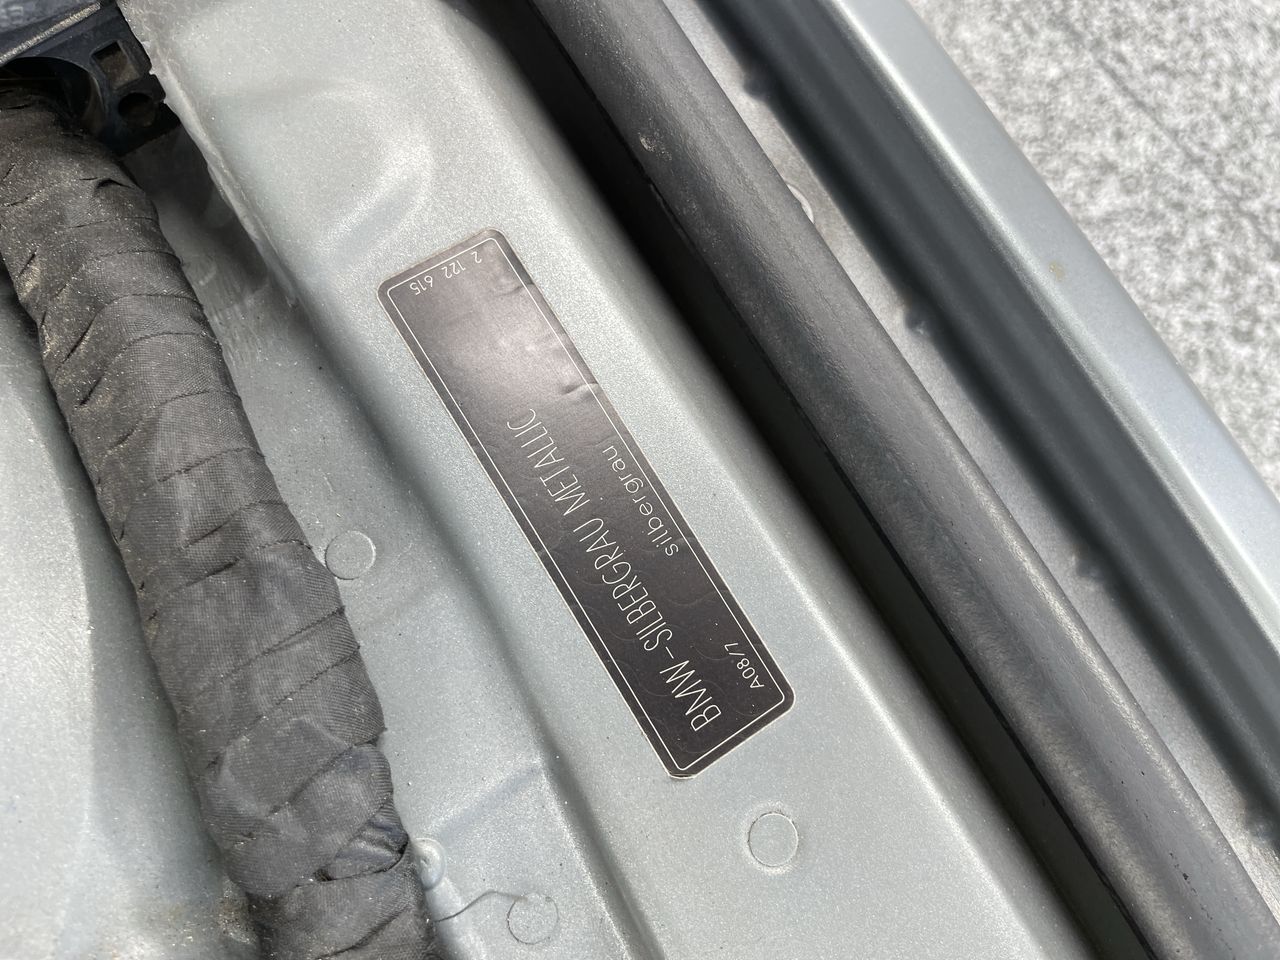 BMW-SILBERGRAU METALLIC
silbergrau
A08/7
2 122 615